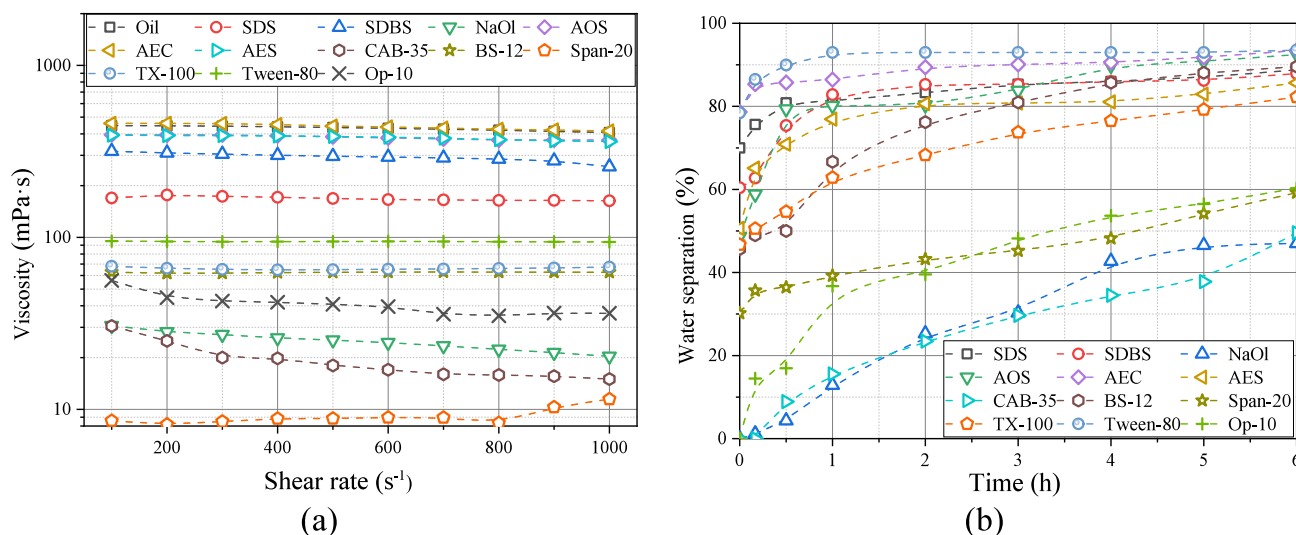 Oil SDS SDBS NaOl AOS
AEC AES CAB-35 BS-12 Span-20
TX-100 Tween-80 Op-10
1000
100
10
Viscosity (mPa·s)
200 400 600 800 1000
Shear rate (s⁻¹)
(a)
100
80
60
40
20
0
Water separation (%)
SDS SDBS NaOl
AOS AEC AES
CAB-35 BS-12 Span-20
TX-100 Tween-80 Op-10
0 1 2 3 4 5 6
Time (h)
(b)